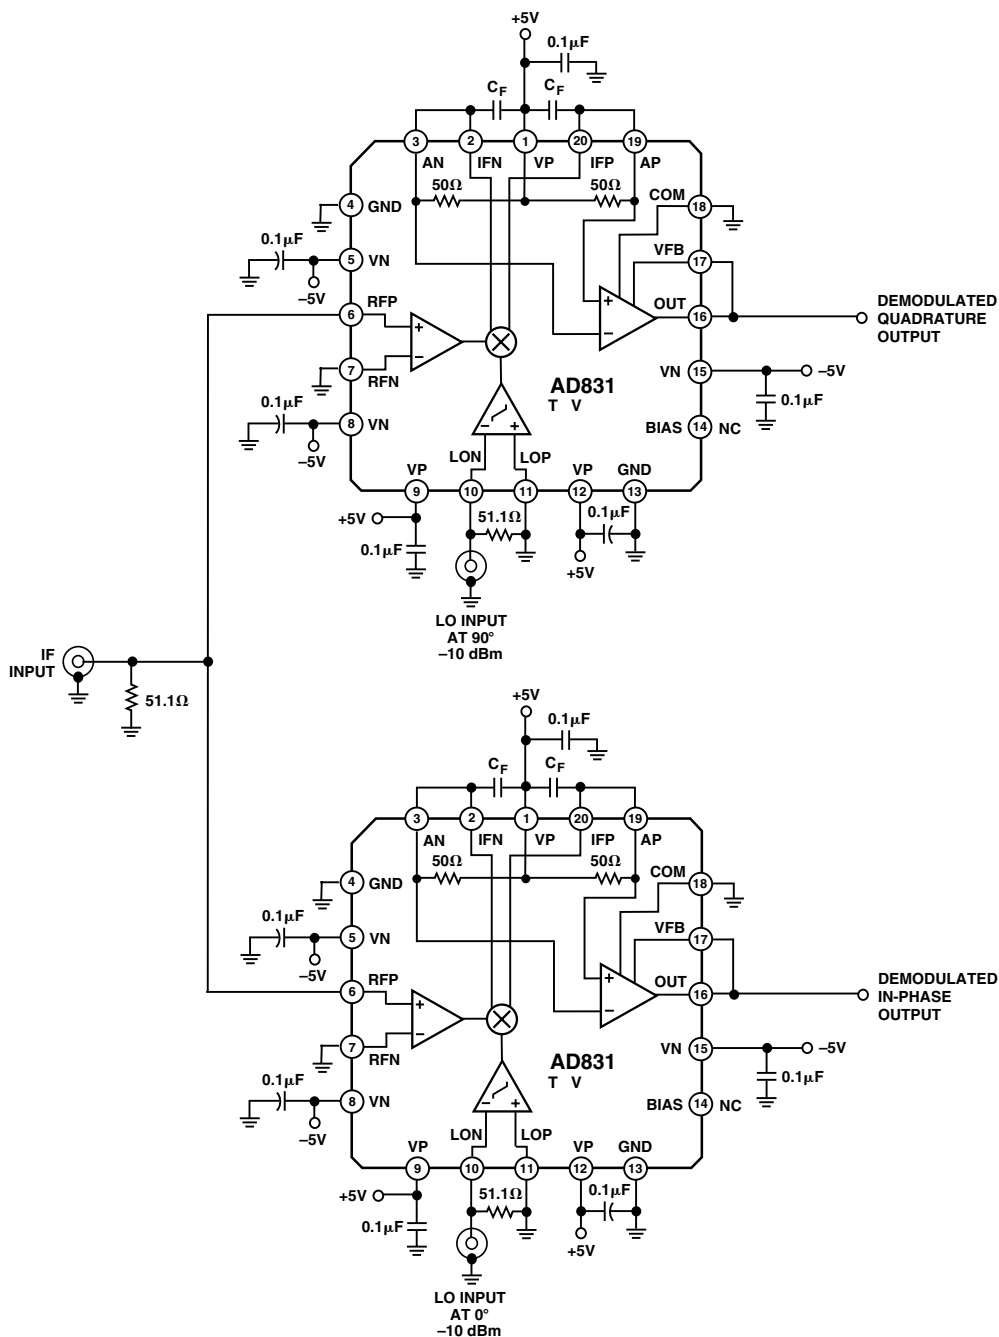 +5V
0.1µF
CF CF
3 2 1 20 19
AN IFN VP IFP AP
50Ω 50Ω
COM 18
4 GND
VFB 17
0.1µF
5 VN
–5V
RFP
6
OUT
16
DEMODULATED
QUADRATURE
OUTPUT
+ –
+ –
7
RFN
VN 15 –5V
0.1µF
0.1µF
8 VN
–5V
AD831
T V
BIAS 14 NC
– +
LON LOP
VP VP GND
9 10 11 12 13
+5V 51.1Ω 0.1µF
0.1µF
+5V
LO INPUT
AT 90°
–10 dBm
IF
INPUT
51.1Ω
+5V
0.1µF
CF CF
3 2 1 20 19
AN IFN VP IFP AP
50Ω 50Ω
COM 18
4 GND
VFB 17
0.1µF
5 VN
–5V
RFP
6
OUT
16
DEMODULATED
IN-PHASE
OUTPUT
+ –
+ –
7
RFN
VN 15 –5V
0.1µF
0.1µF
8 VN
–5V
AD831
T V
BIAS 14 NC
– +
LON LOP
VP VP GND
9 10 11 12 13
+5V 51.1Ω 0.1µF
0.1µF
+5V
LO INPUT
AT 0°
–10 dBm